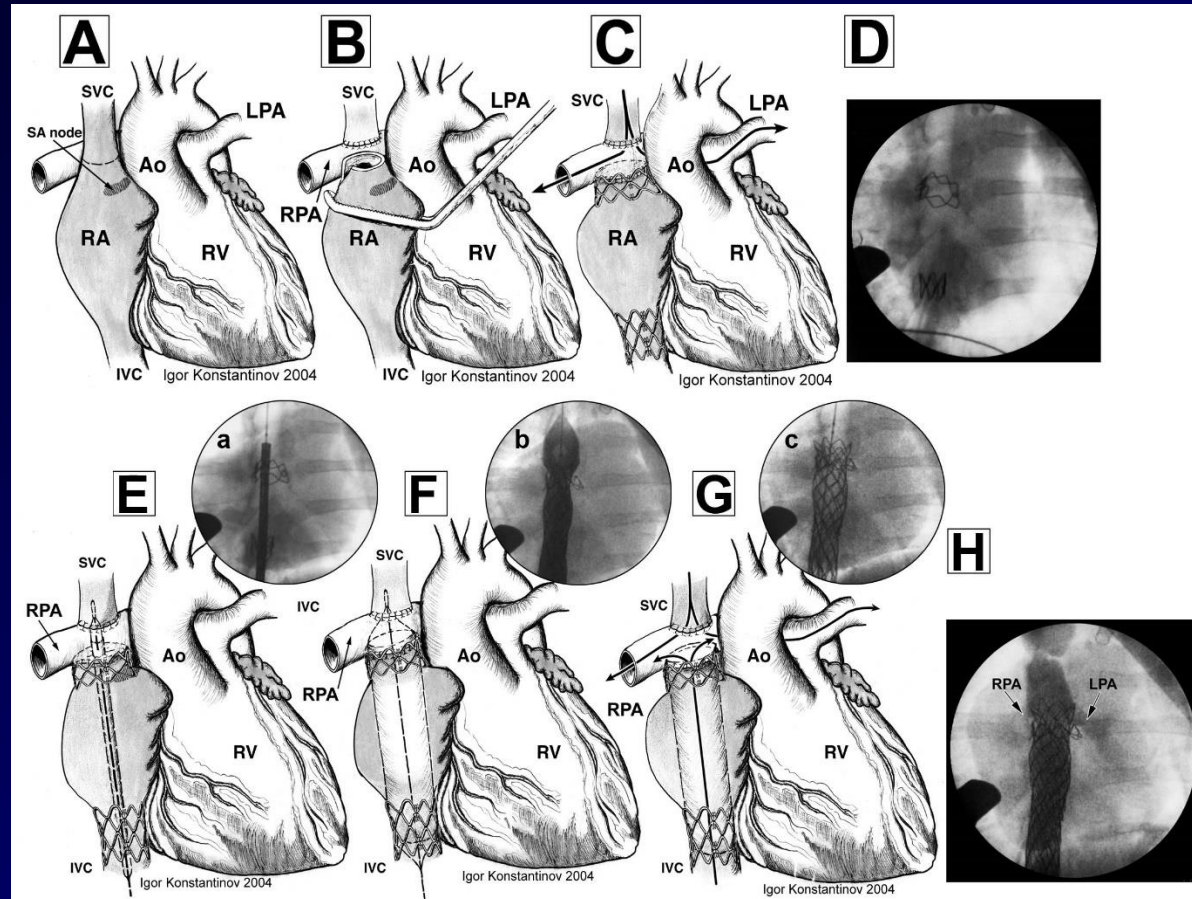 A
B
C
D
SVC
SA node
LPA
Ao
RA
RV
IVC
Igor Konstantinov 2004
SVC
LPA
Ao
RPA
RA
RV
IVC
Igor Konstantinov 2004
SVC
LPA
Ao
RA
RV
IVC
Igor Konstantinov 2004
a
b
c
E
F
G
H
SVC
RPA
Ao
IVC
Igor Konstantinov 2004
SVC
IVC
RPA
Ao
RV
IVC
Igor Konstantinov 2004
SVC
RPA
Ao
RV
IVC
Igor Konstantinov 2004
RPA
LPA